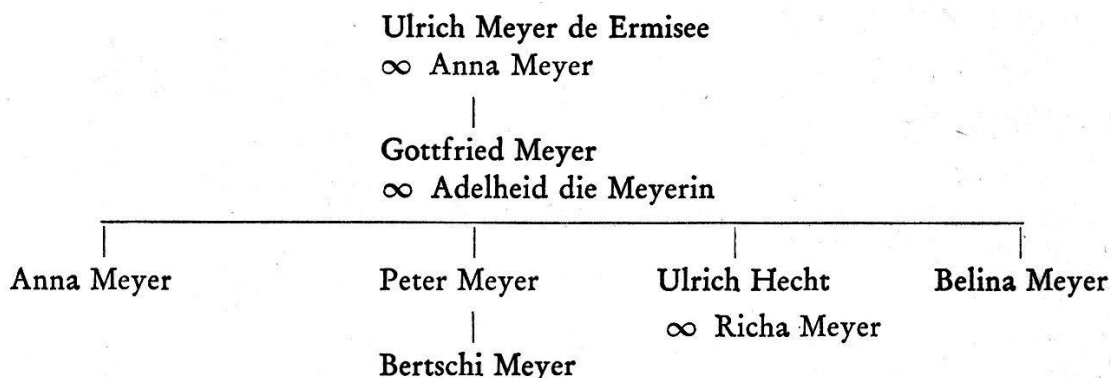 Ulrich Meyer de Ermisee
∞ Anna Meyer
Gottfried Meyer
∞ Adelheid die Meyerin
Anna Meyer Peter Meyer Ulrich Hecht Belina Meyer
∞ Richa Meyer
Bertschi Meyer